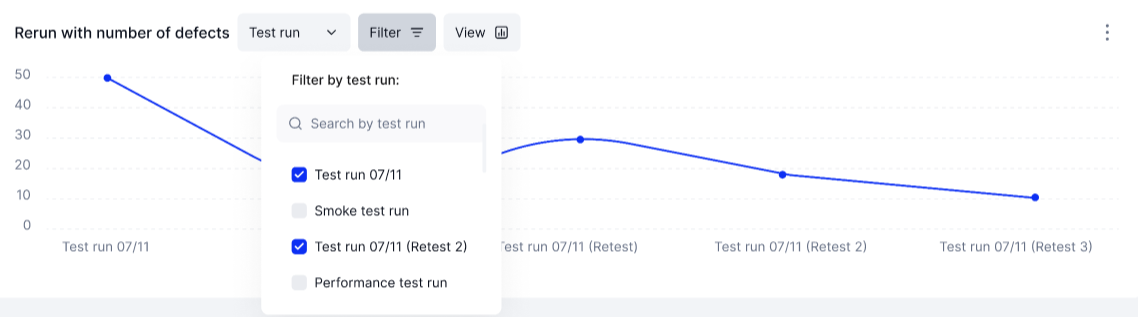 Rerun with number of defects Test run Filter View
Filter by test run:
Search by test run
Test run 07/11
Smoke test run
Test run 07/11 (Retest 2)
Performance test run
50
40
30
20
10
0
Test run 07/11 Test run 07/11 (Retest) Test run 07/11 (Retest 2) Test run 07/11 (Retest 3)